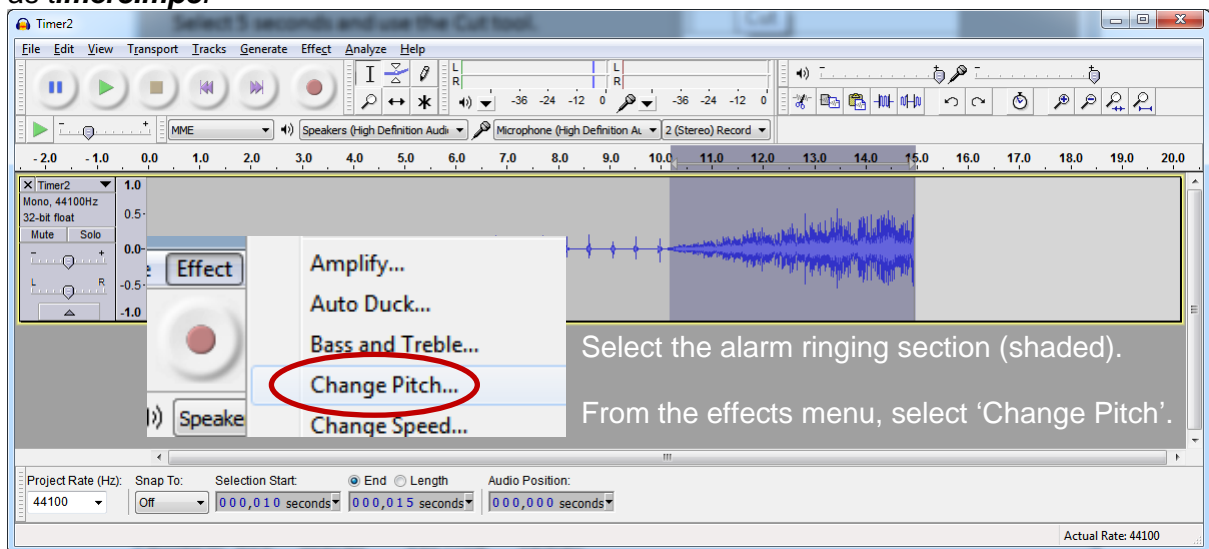 as timer3.mp3/
Timer2
Select 5 seconds and use the Cut tool.
Cut
File Edit View Transport Tracks Generate Effect Analyze Help
L
R
L
R
-36 -24 -12 0
-36 -24 -12 0
MME
Speakers (High Definition Audi
Microphone (High Definition Au
2 (Stereo) Record
- 2.0 - 1.0 0.0 1.0 2.0 3.0 4.0 5.0 6.0 7.0 8.0 9.0 10.0 11.0 12.0 13.0 14.0 15.0 16.0 17.0 18.0 19.0 20.0
X Timer2
Mono, 44100Hz
32-bit float
Mute Solo
- +
L R
1.0
0.5
0.0
-0.5
-1.0
Effect
Speake
Amplify...
Auto Duck...
Bass and Treble...
Change Pitch...
Change Speed...
Select the alarm ringing section (shaded).
From the effects menu, select ‘Change Pitch’.
Project Rate (Hz): Snap To: Selection Start: End Length Audio Position:
44100 Off 000,010 seconds 000,015 seconds 000,000 seconds
Actual Rate: 44100